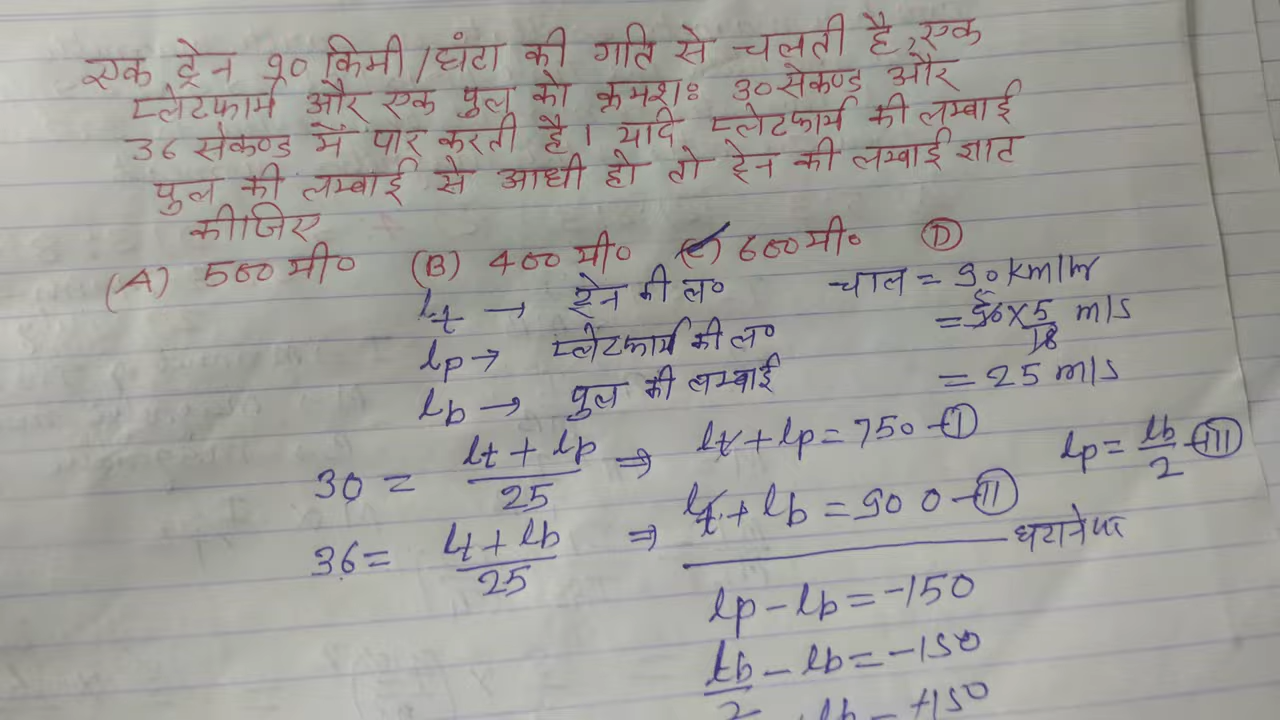 एक ट्रेन 90 किमी/घंटा की गति से चलती है, एक
प्लेटफार्म और एक पुल को क्रमशः 30 सेकण्ड और
36 सेकण्ड में पार करती है। यदि प्लेटफार्म की लम्बाई
पुल की लम्बाई से आधी हो तो ट्रेन की लम्बाई ज्ञात
कीजिए
(A) 500 मी० (B) 400 मी० (C) 600 मी० (D)
lt → ट्रेन की ल० चाल = 90 km/hr
lp → प्लेटफार्म की ल० = 90 × 5/18 m/s
lb → पुल की लम्बाई = 25 m/s
30 = lt + lp / 25 ⇒ lt + lp = 750 - (I) lp = lb/2 - (III)
36 = lt + lb / 25 ⇒ lt + lb = 900 - (II)
घटाने पर
lp - lb = -150
lb/2 - lb = -150
lb = +150